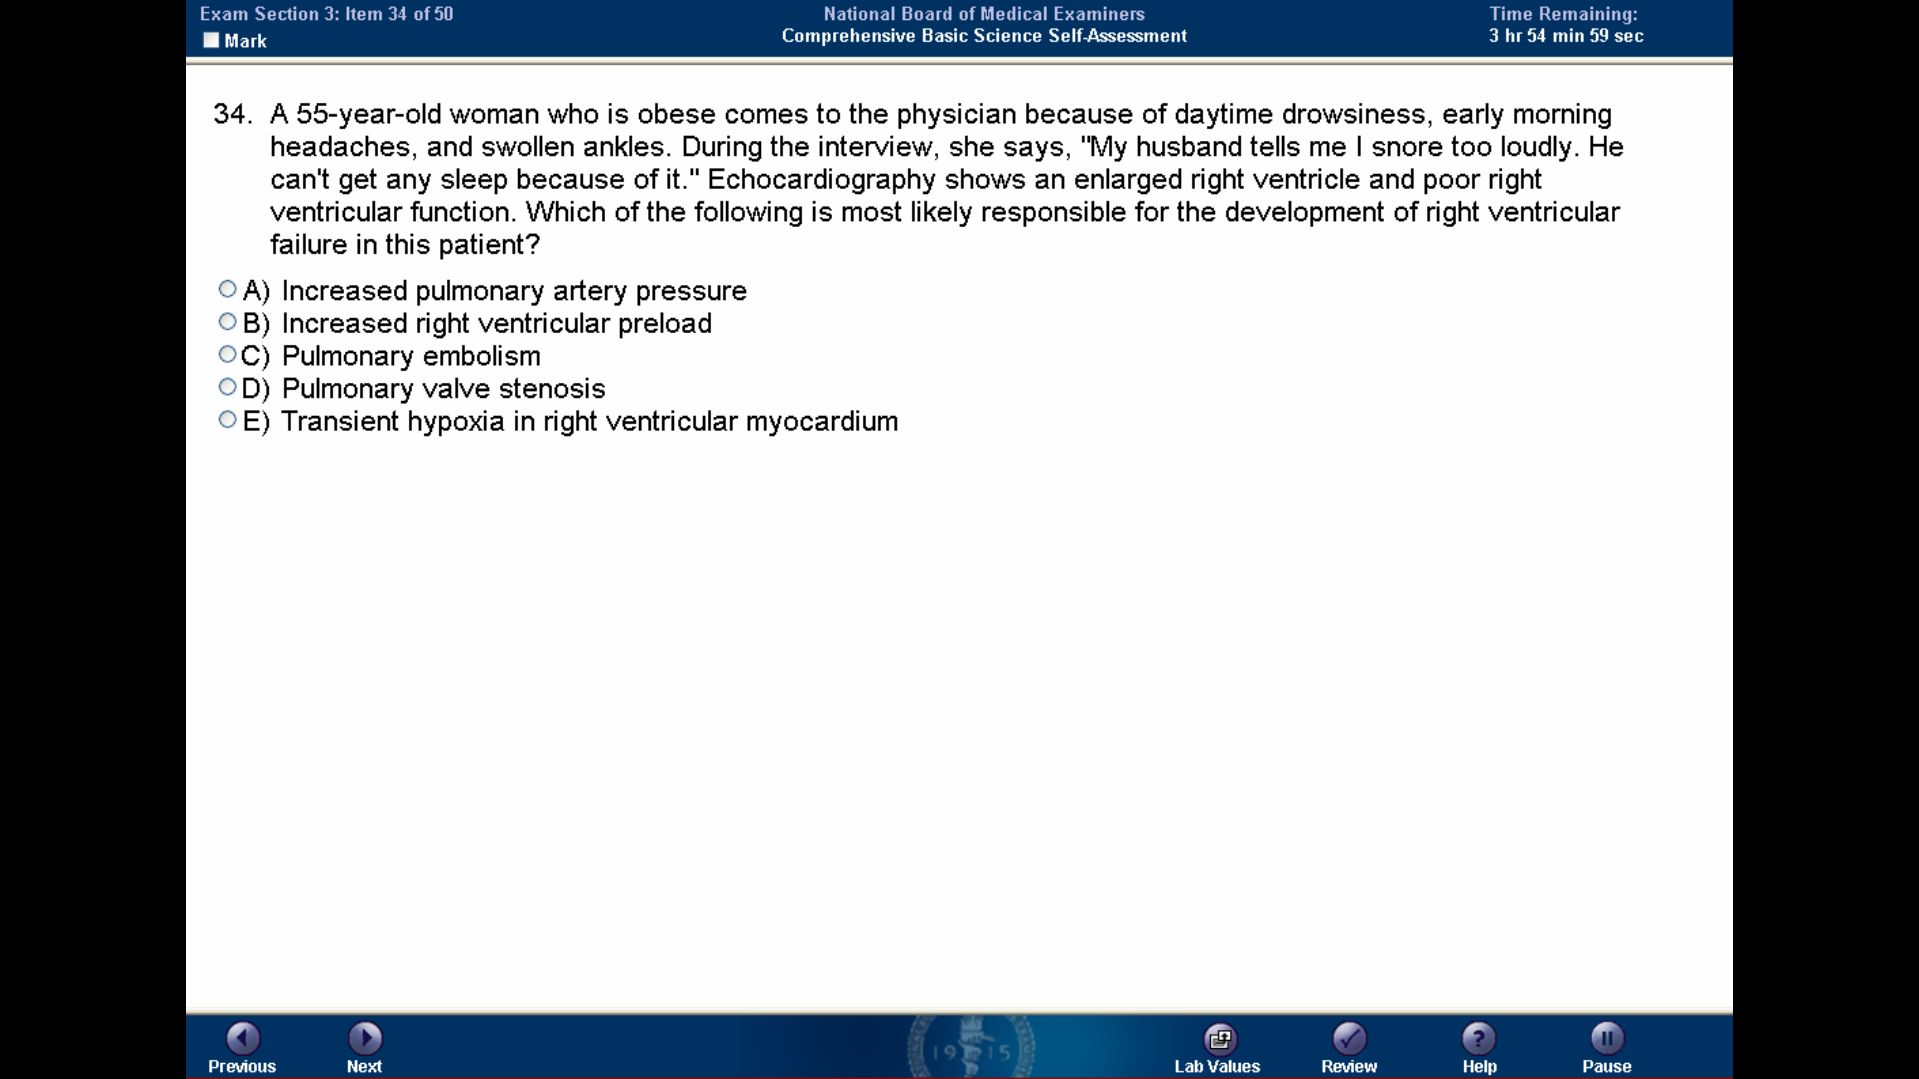 Exam Section 3: Item 34 of 50
National Board of Medical Examiners
Time Remaining:
Mark
Comprehensive Basic Science Self-Assessment
3 hr 54 min 59 sec
34. A 55-year-old woman who is obese comes to the physician because of daytime drowsiness, early morning
headaches, and swollen ankles. During the interview, she says, "My husband tells me I snore too loudly. He
can't get any sleep because of it." Echocardiography shows an enlarged right ventricle and poor right
ventricular function. Which of the following is most likely responsible for the development of right ventricular
failure in this patient?
A) Increased pulmonary artery pressure
B) Increased right ventricular preload
C) Pulmonary embolism
D) Pulmonary valve stenosis
E) Transient hypoxia in right ventricular myocardium
1915
Previous
Next
Lab Values
Review
Help
Pause